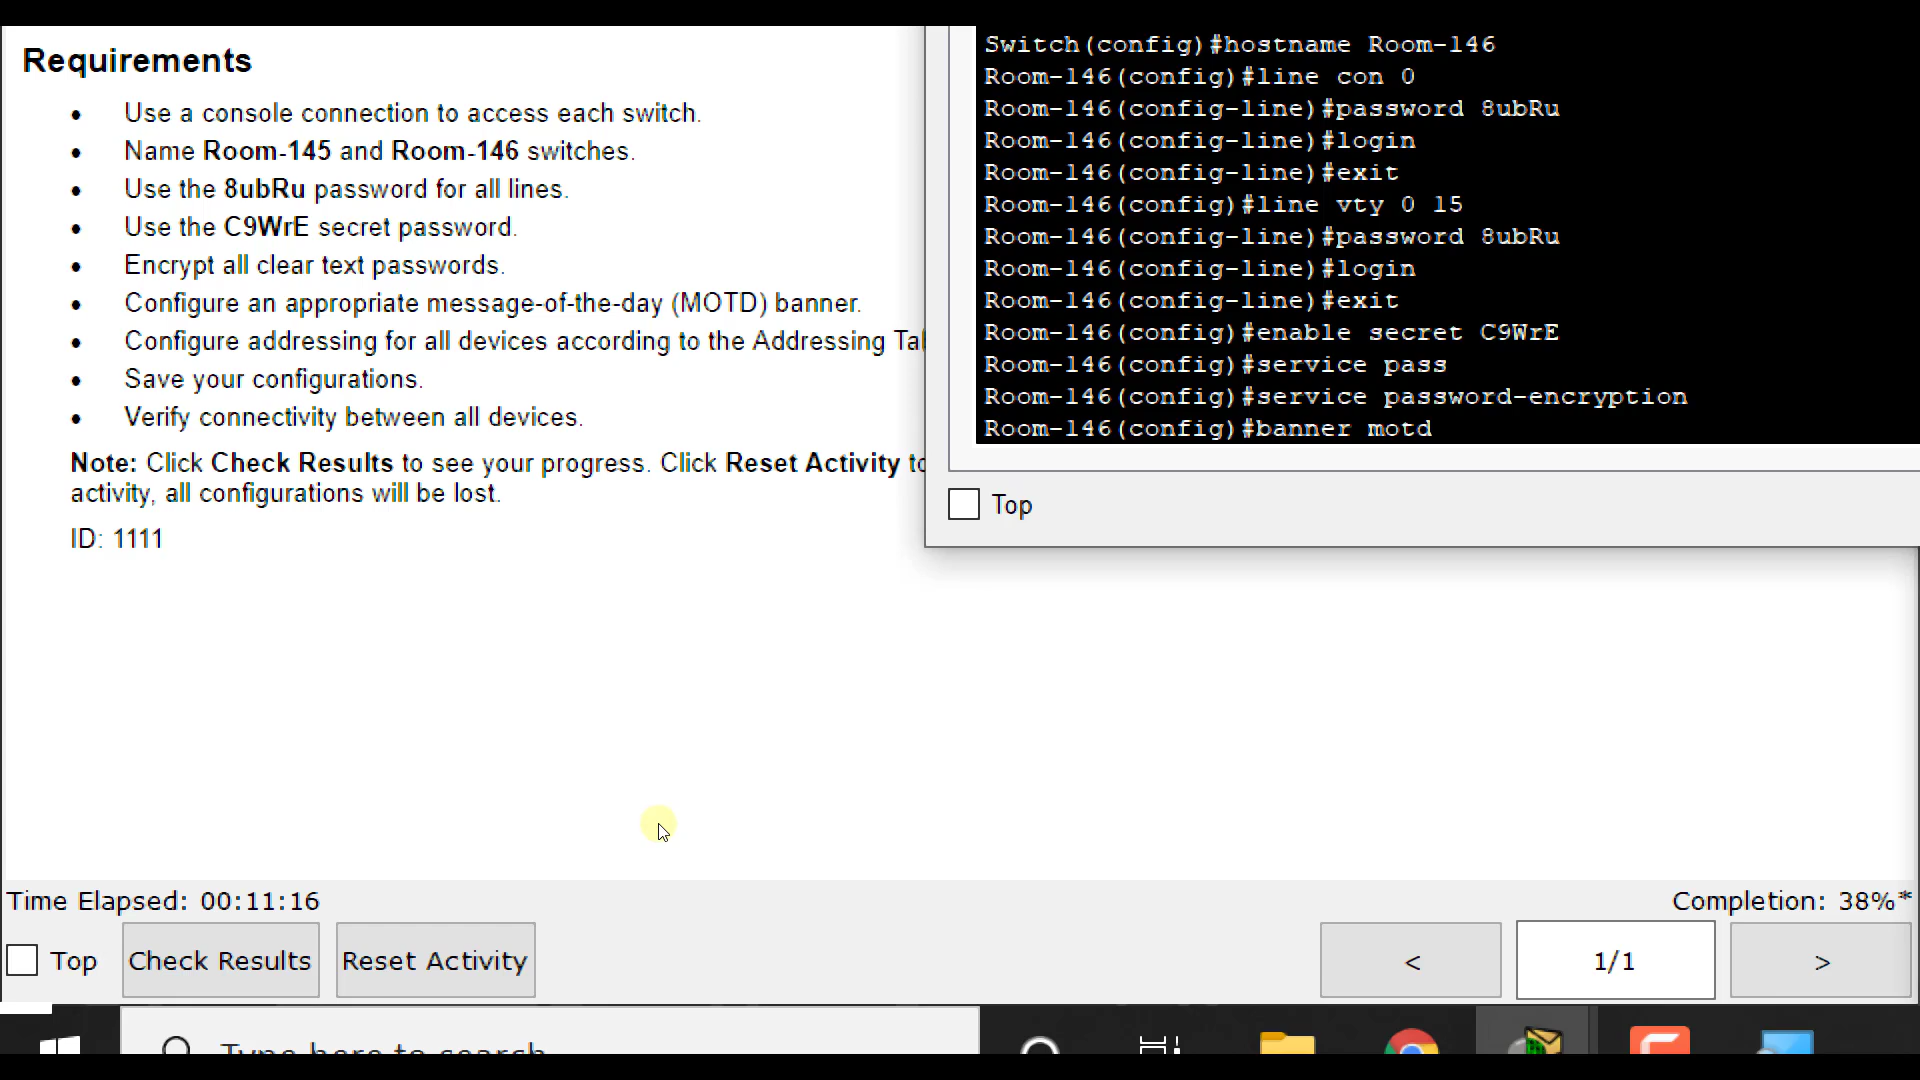 Requirements
Use a console connection to access each switch.
Name Room-145 and Room-146 switches.
Use the 8ubRu password for all lines.
Use the C9WrE secret password.
Encrypt all clear text passwords.
Configure an appropriate message-of-the-day (MOTD) banner.
Configure addressing for all devices according to the Addressing
Save your configurations.
Verify connectivity between all devices.
Note: Click Check Results to see your progress. Click Reset Activity
activity, all configurations will be lost.
ID: 1111
Switch(config)#hostname Room-146
Room-146(config)#line con 0
Room-146(config-line)#password 8ubRu
Room-146(config-line)#login
Room-146(config-line)#exit
Room-146(config)#line vty 0 15
Room-146(config-line)#password 8ubRu
Room-146(config-line)#login
Room-146(config-line)#exit
Room-146(config)#enable secret C9WrE
Room-146(config)#service pass
Room-146(config)#service password-encryption
Room-146(config)#banner motd
Top
Time Elapsed: 00:11:16
Completion: 38%*
Top
Check Results
Reset Activity
<
1/1
>
Type here to search